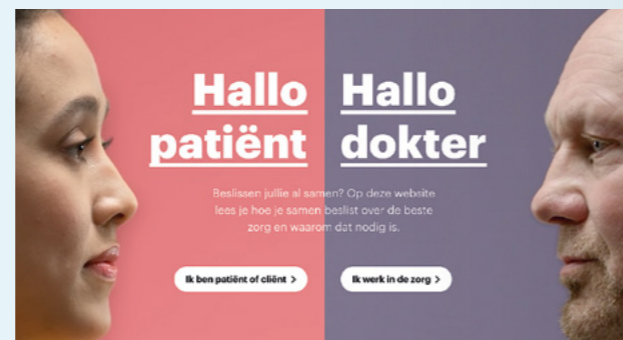 Hallo
patiënt
Hallo
dokter
Beslissen jullie al samen? Op deze website
lees je hoe je samen beslist over de beste
zorg en waarom dat nodig is.
Ik ben patiënt of cliënt >
Ik werk in de zorg >